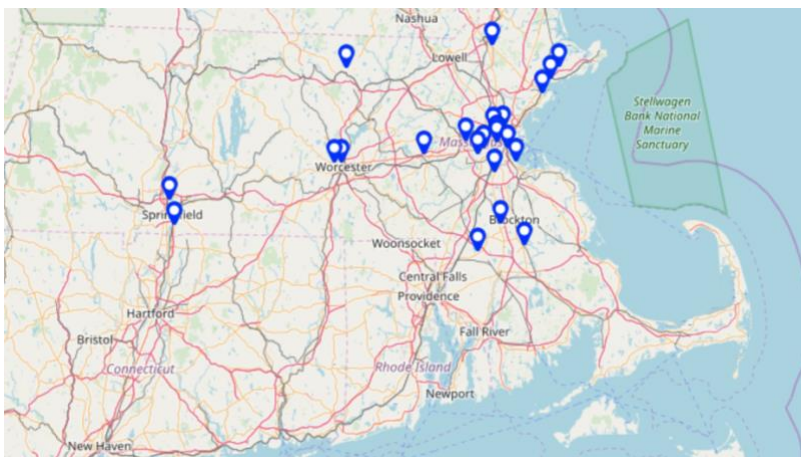 Nashua
Lowell
Stellwagen
Bank National
Marine
Sanctuary
Worcester
Brockton
Woonsocket
Central Falls
Providence
Hartford
Fall River
Bristol
Connecticut
Rhode Island
Newport
New Haven